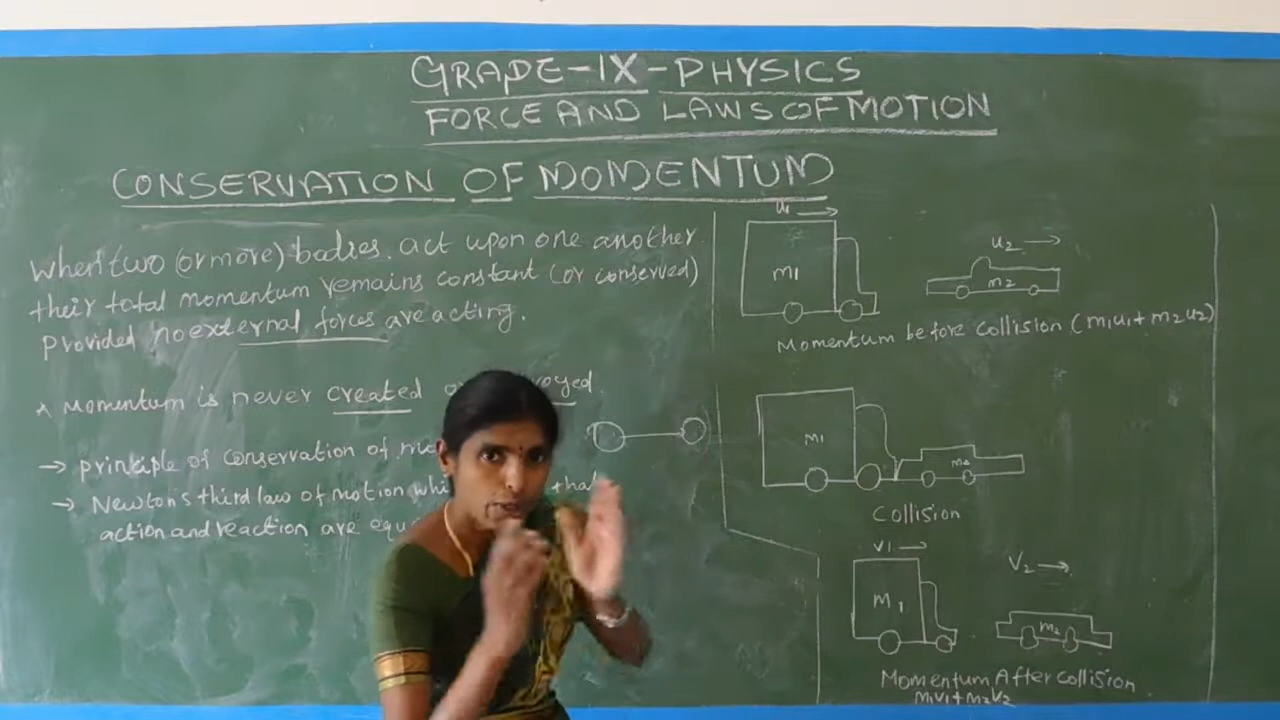 GRADE-IX-PHYSICS
FORCE AND LAWS OF MOTION
CONSERVATION OF MOMENTUM
When two (or more) bodies. act upon one another
their total momentum remains constant (or conserved)
Provided no external forces are acting.
Momentum is never created
→ principle of conservation of
→ Newton's third law of motion
action and reaction are
u1 →
m1
u2 →
m2
Momentum before collision (m1u1 + m2u2)
m1
m2
Collision
V1 →
M1
V2 →
m2
Momentum After collision
m1v1 + m2v2